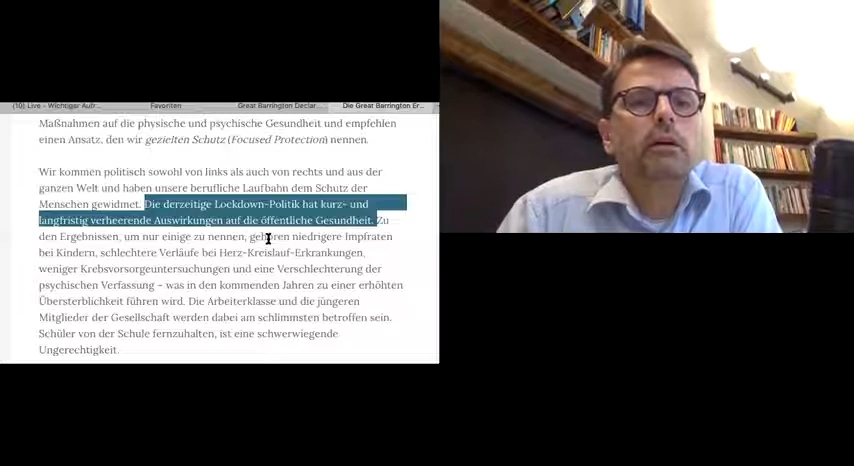 (10) Live - Wichtiger Aufr... Favoriten Great Barrington Declar... Die Great Barrington Er...
Maßnahmen auf die physische und psychische Gesundheit und empfehlen
einen Ansatz, den wir gezielten Schutz (Focused Protection) nennen.
Wir kommen politisch sowohl von links als auch von rechts und aus der
ganzen Welt und haben unsere berufliche Laufbahn dem Schutz der
Menschen gewidmet. Die derzeitige Lockdown-Politik hat kurz- und
langfristig verheerende Auswirkungen auf die öffentliche Gesundheit. Zu
den Ergebnissen, um nur einige zu nennen, gehören niedrigere Impfraten
bei Kindern, schlechtere Verläufe bei Herz-Kreislauf-Erkrankungen,
weniger Krebsvorsorgeuntersuchungen und eine Verschlechterung der
psychischen Verfassung – was in den kommenden Jahren zu einer erhöhten
Übersterblichkeit führen wird. Die Arbeiterklasse und die jüngeren
Mitglieder der Gesellschaft werden dabei am schlimmsten betroffen sein.
Schüler von der Schule fernzuhalten, ist eine schwerwiegende
Ungerechtigkeit.